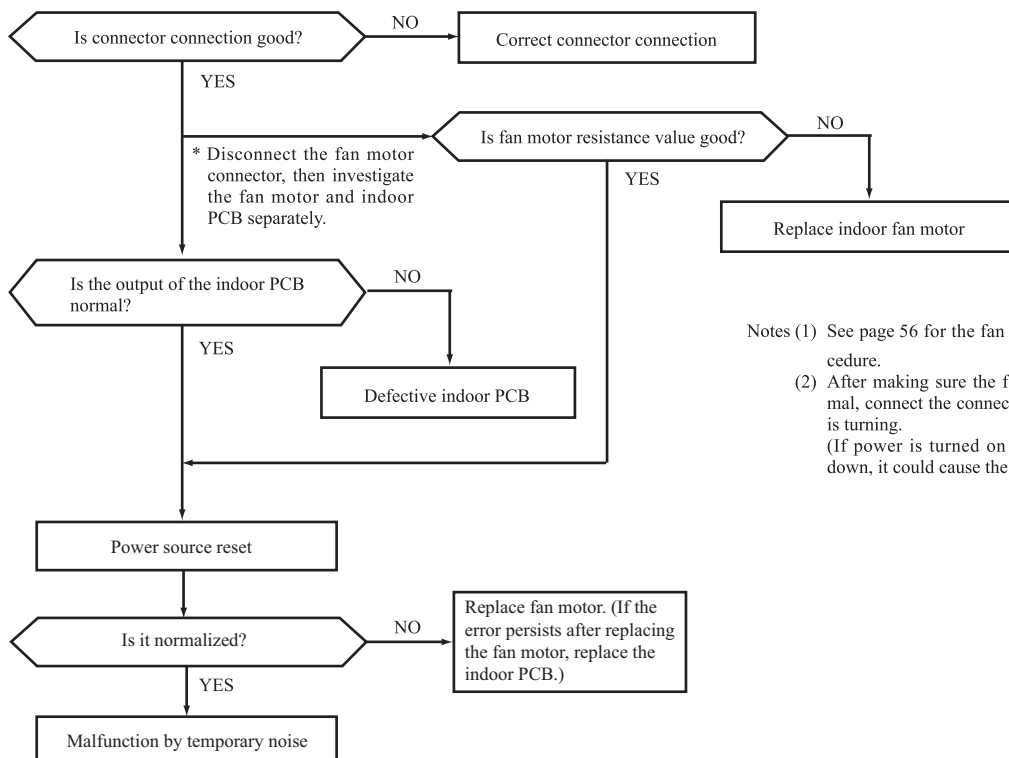 Is connector connection good?
NO
Correct connector connection
YES
Is fan motor resistance value good?
NO
* Disconnect the fan motor
connector, then investigate
the fan motor and indoor
PCB separately.
YES
Replace indoor fan motor
Is the output of the indoor PCB
normal?
NO
YES
Defective indoor PCB
Notes (1) See page 56 for the fan
cedure.
(2) After making sure the f
mal, connect the connec
is turning.
(If power is turned on
down, it could cause the
Power source reset
Is it normalized?
NO
Replace fan motor. (If the
error persists after replacing
the fan motor, replace the
indoor PCB.)
YES
Malfunction by temporary noise